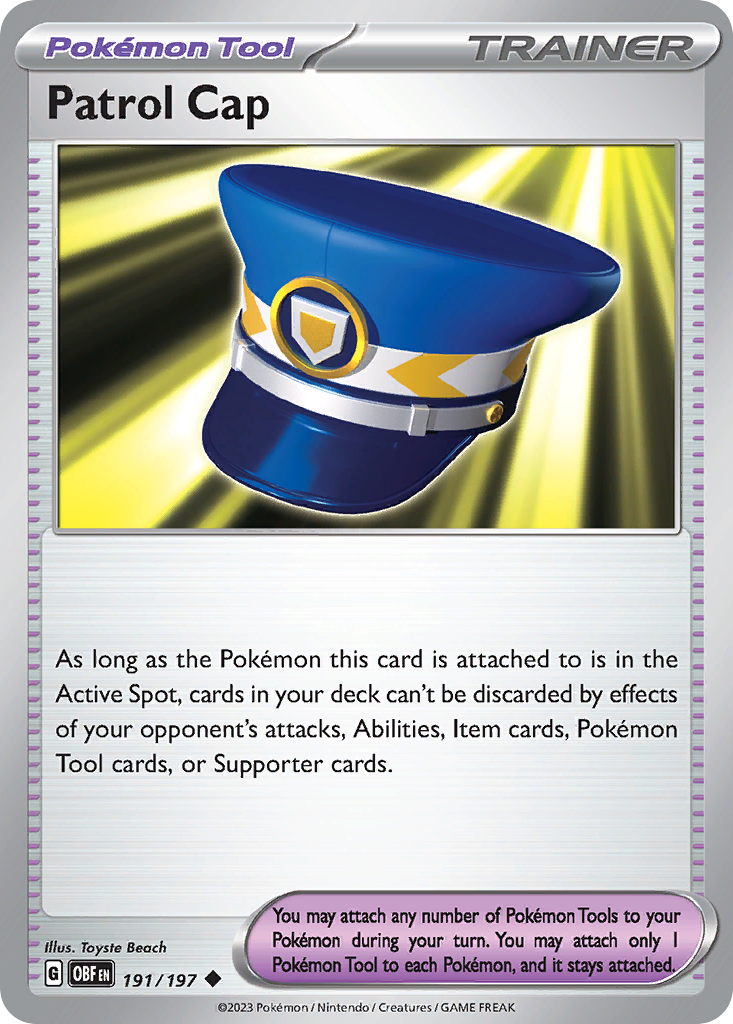 Pokémon Tool
TRAINER
Patrol Cap
As long as the Pokémon this card is attached to is in the
Active Spot, cards in your deck can't be discarded by effects
of your opponent's attacks, Abilities, Item cards, Pokémon
Tool cards, or Supporter cards.
You may attach any number of Pokémon Tools to your
Pokémon during your turn. You may attach only 1
Pokémon Tool to each Pokémon, and it stays attached.
Illus. Toyste Beach
G OBF EN 191/197
©2023 Pokémon / Nintendo / Creatures / GAME FREAK